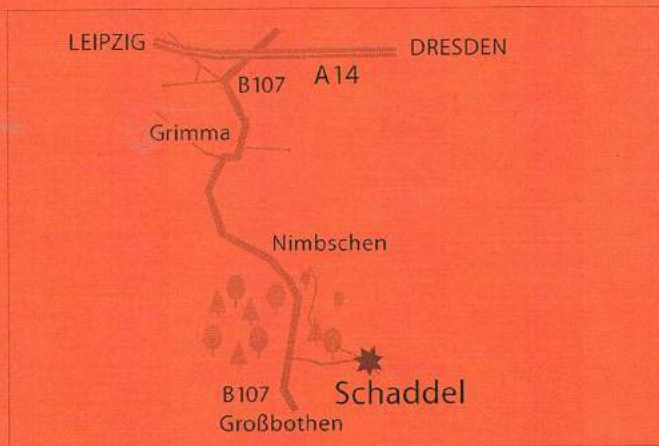 LEIPZIG
DRESDEN
B107
A14
Grimma
Nimbschen
Schaddel
B107
Großbothen